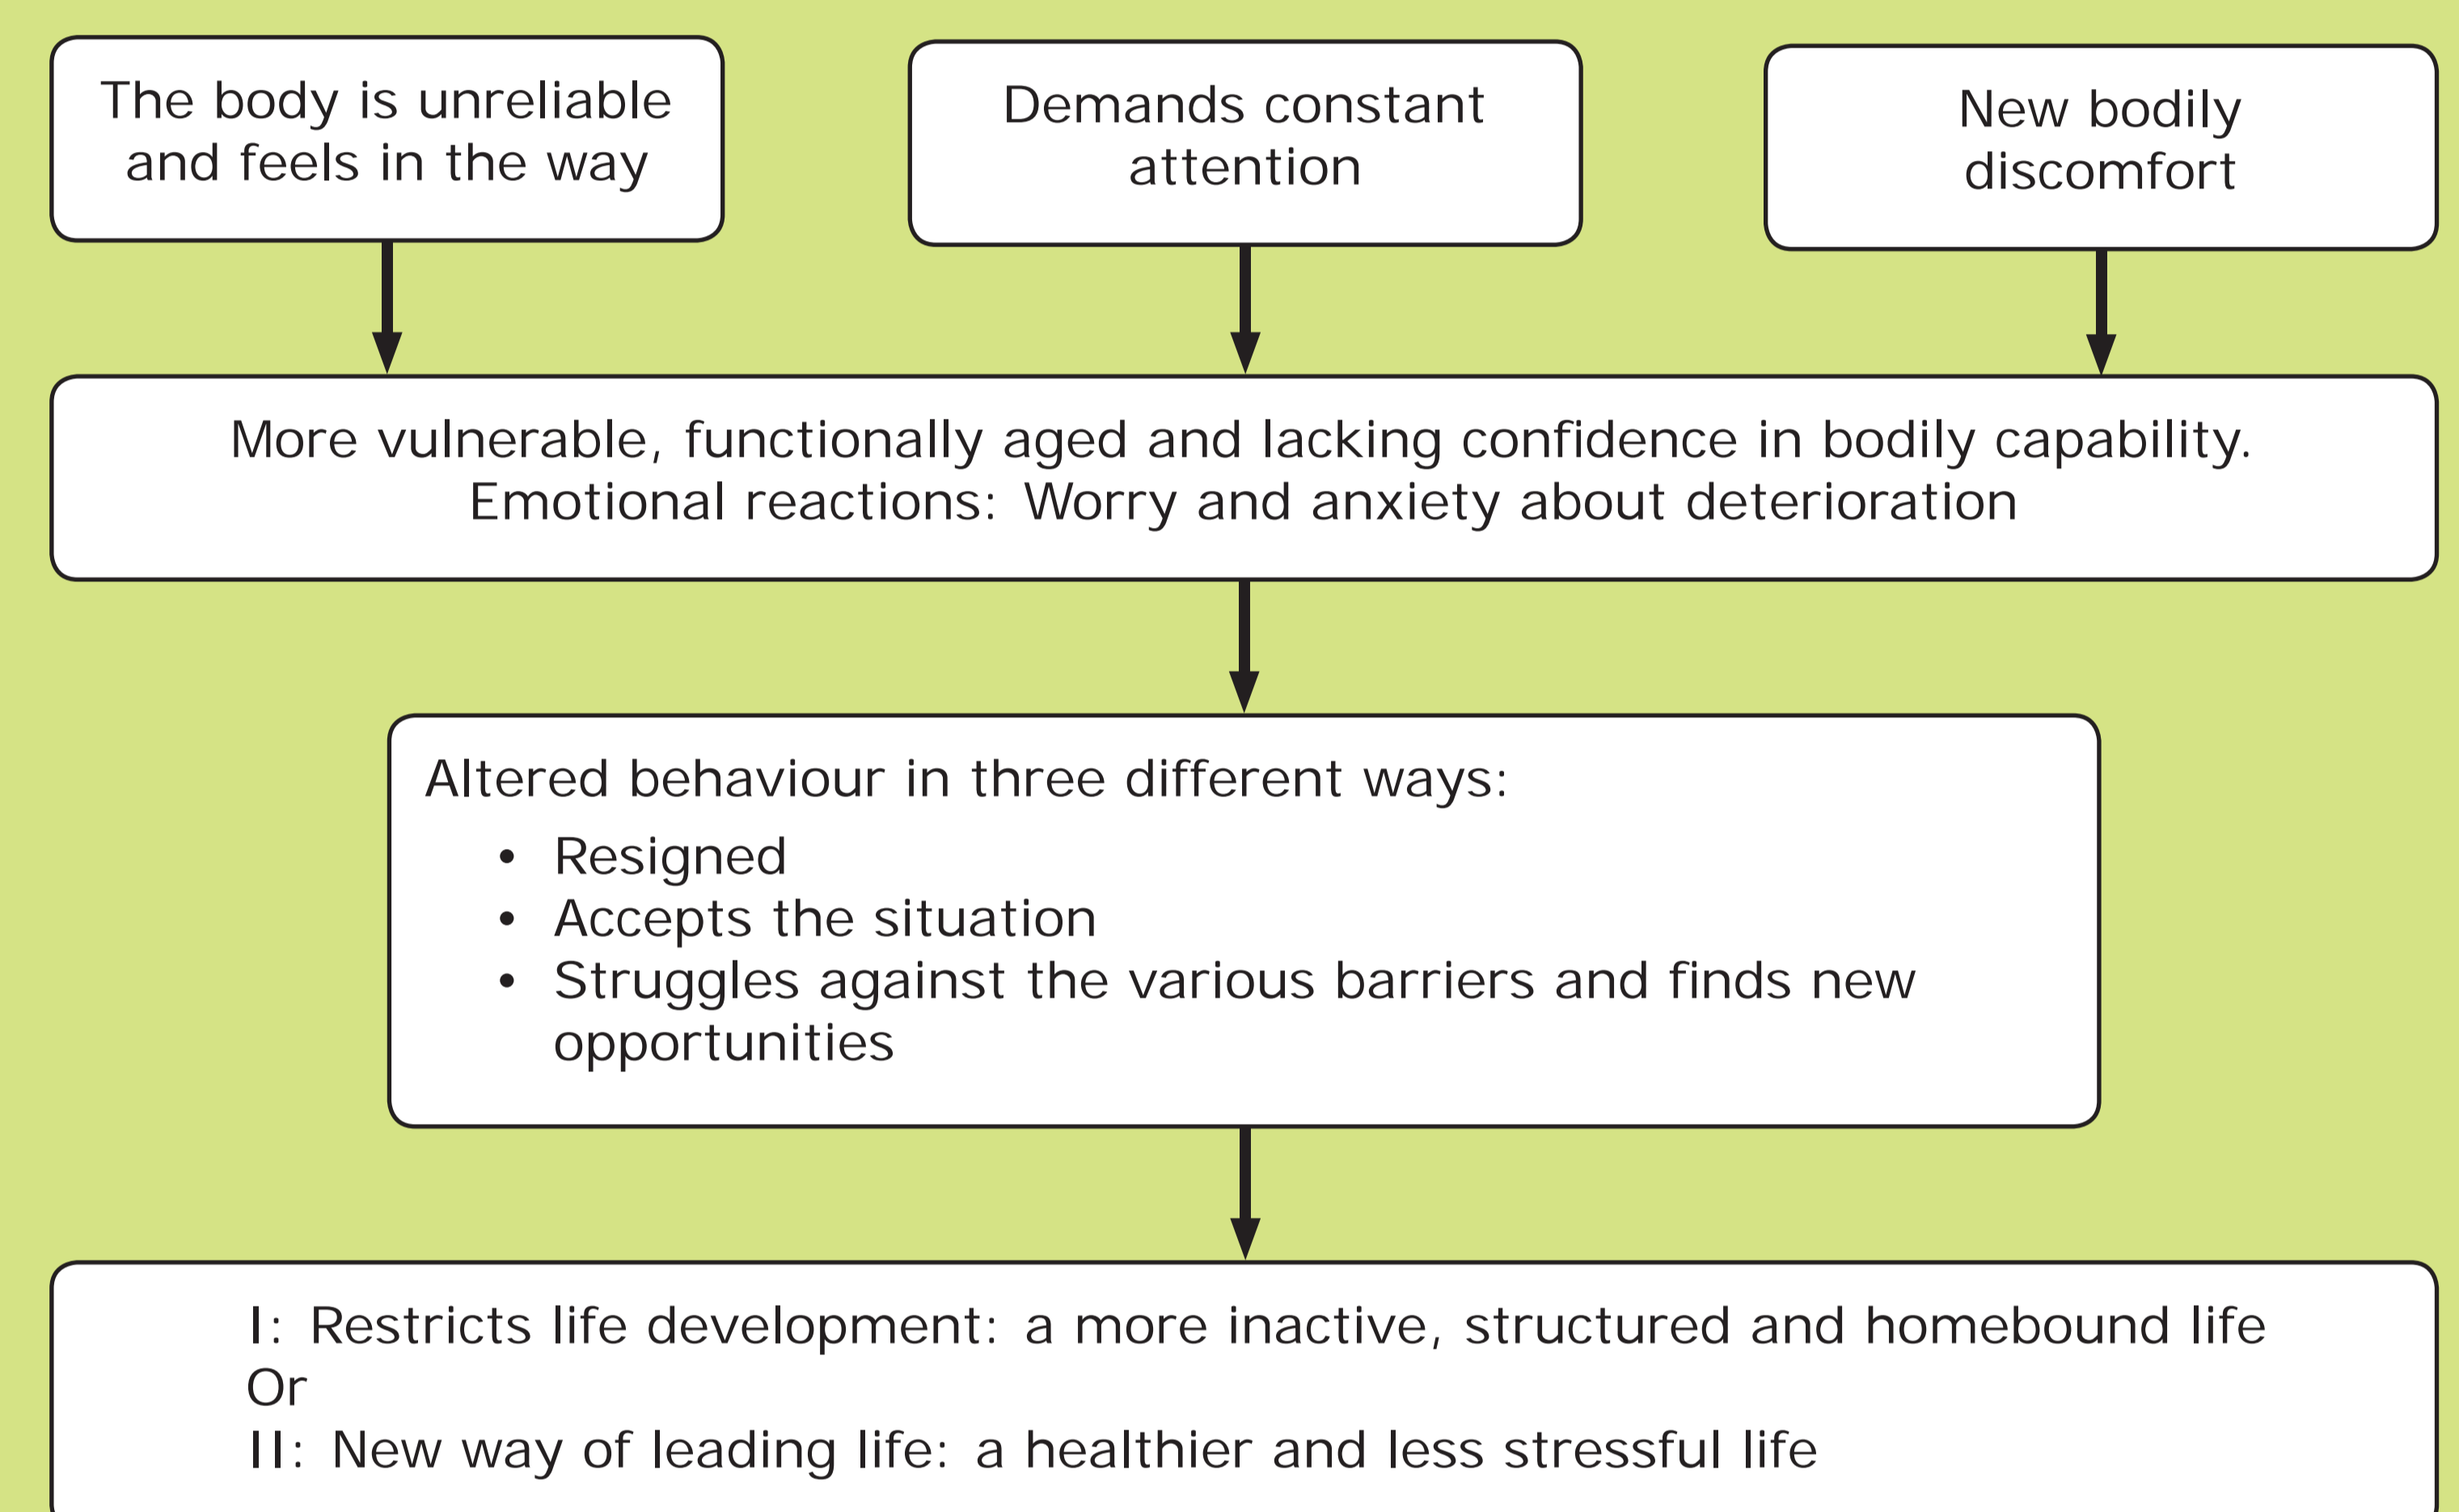 The body is unreliable
and feels in the way
Demands constant
attention
New bodily
discomfort
More vulnerable, functionally aged and lacking confidence in bodily capability.
Emotional reactions: Worry and anxiety about deterioration
Altered behaviour in three different ways:
• Resigned
• Accepts the situation
• Struggles against the various barriers and finds new
opportunities
I: Restricts life development: a more inactive, structured and homebound life
Or
II: New way of leading life: a healthier and less stressful life